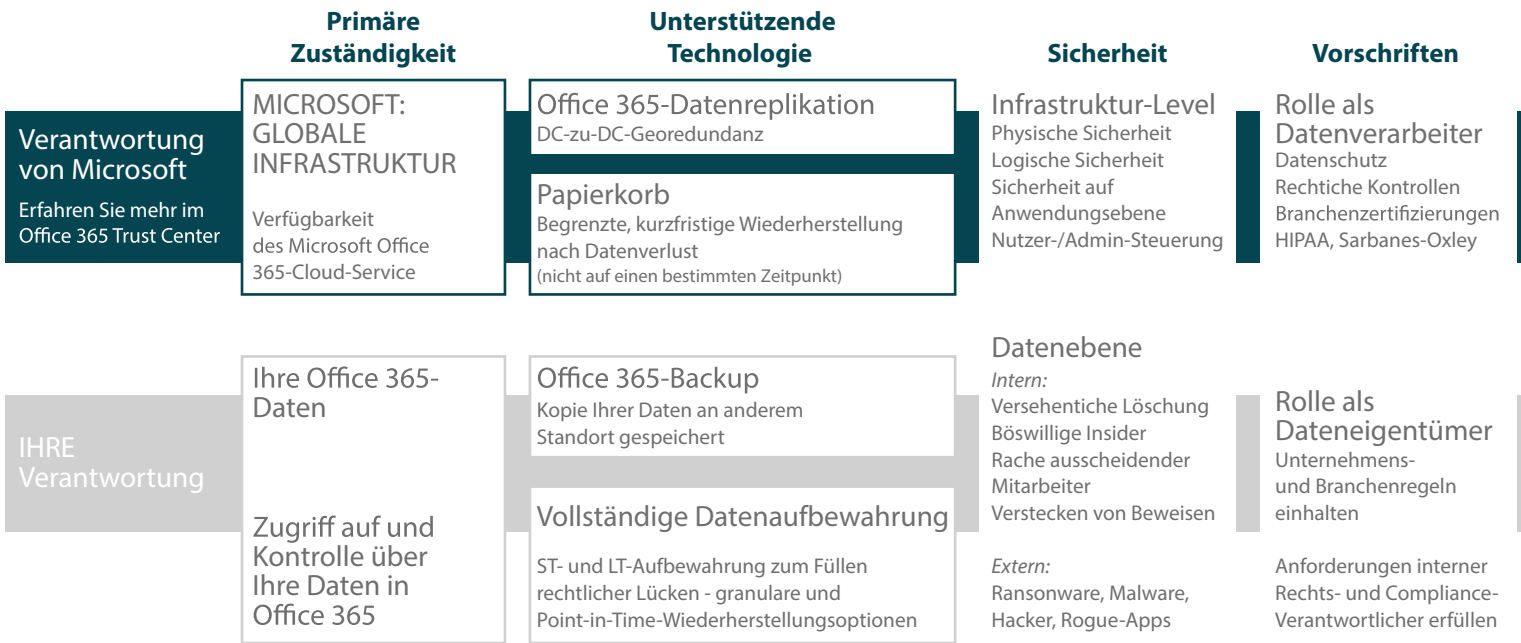 Primäre
Zuständigkeit
Unterstützende
Technologie
Sicherheit
Vorschriften
Verantwortung
von Microsoft
Erfahren Sie mehr im
Office 365 Trust Center
MICROSOFT:
GLOBALE
INFRASTRUKTUR
Verfügbarkeit
des Microsoft Office
365-Cloud-Service
Office 365-Datenreplikation
DC-zu-DC-Georedundanz
Papierkorb
Begrenzte, kurzfristige Wiederherstellung
nach Datenverlust
(nicht auf einen bestimmten Zeitpunkt)
Infrastruktur-Level
Physische Sicherheit
Logische Sicherheit
Sicherheit auf
Anwendungsebene
Nutzer-/Admin-Steuerung
Rolle als
Datenverarbeiter
Datenschutz
Rechtiche Kontrollen
Branchenzertifizierungen
HIPAA, Sarbanes-Oxley
IHRE
Verantwortung
Ihre Office 365-
Daten
Zugriff auf und
Kontrolle über
Ihre Daten in
Office 365
Office 365-Backup
Kopie Ihrer Daten an anderem
Standort gespeichert
Vollständige Datenaufbewahrung
ST- und LT-Aufbewahrung zum Füllen
rechtlicher Lücken - granulare und
Point-in-Time-Wiederherstellungsoptionen
Datenebene
Intern:
Versehentiche Löschung
Böswillige Insider
Rache ausscheidender
Mitarbeiter
Verstecken von Beweisen
Extern:
Ransonware, Malware,
Hacker, Rogue-Apps
Rolle als
Dateneigentümer
Unternehmens-
und Branchenregeln
einhalten
Anforderungen interner
Rechts- und Compliance-
Verantwortlicher erfüllen